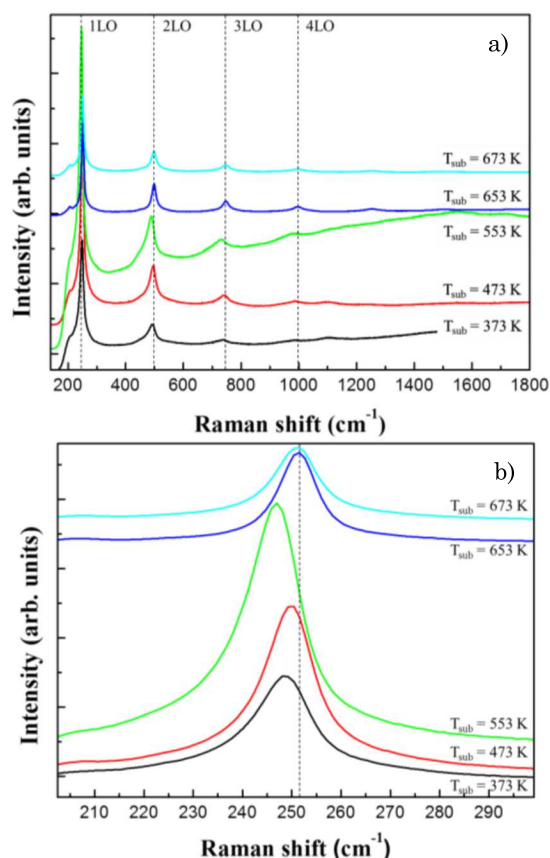 1LO 2LO 3LO 4LO a)
Intensity (arb. units)
T_sub = 673 K
T_sub = 653 K
T_sub = 553 K
T_sub = 473 K
T_sub = 373 K
200 400 600 800 1000 1200 1400 1600 1800
Raman shift (cm⁻¹)
b)
Intensity (arb. units)
T_sub = 673 K
T_sub = 653 K
T_sub = 553 K
T_sub = 473 K
T_sub = 373 K
210 220 230 240 250 260 270 280 290
Raman shift (cm⁻¹)